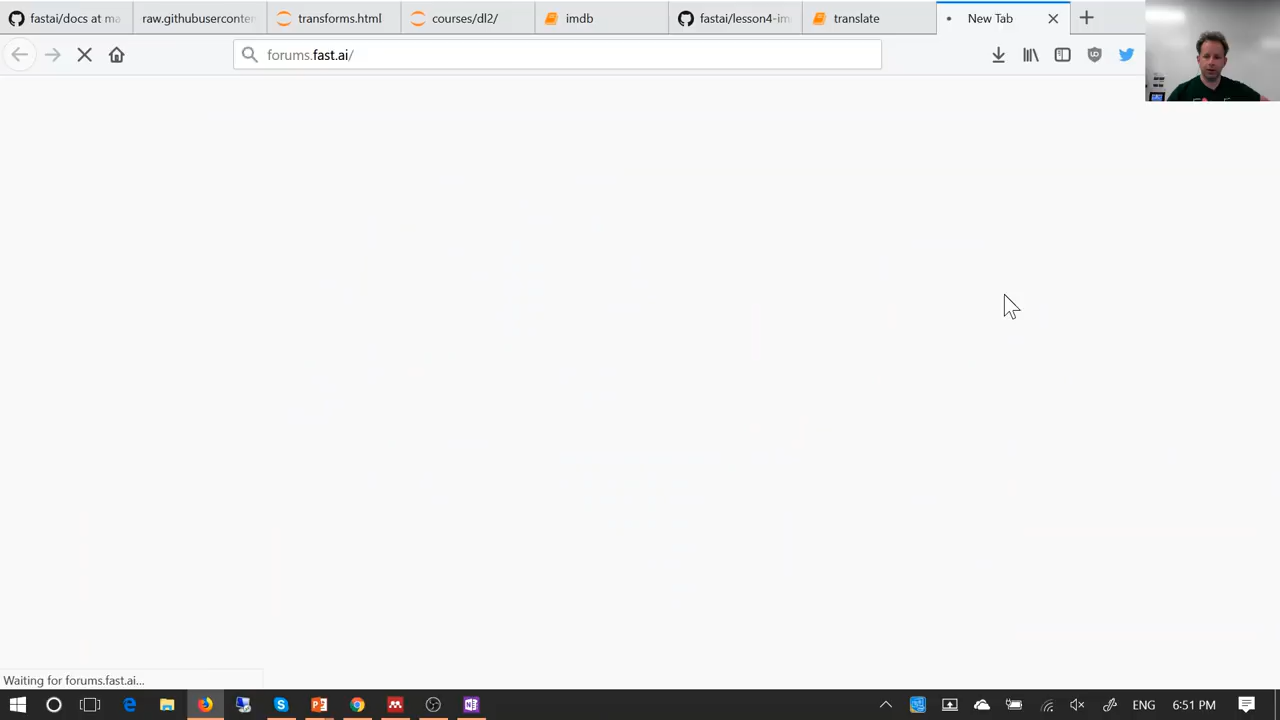 fastai/docs at ma
raw.githubuserconten
transforms.html
courses/dl2/
imdb
fastai/lesson4-im
translate
New Tab
forums.fast.ai/
Waiting for forums.fast.ai...
ENG
6:51 PM